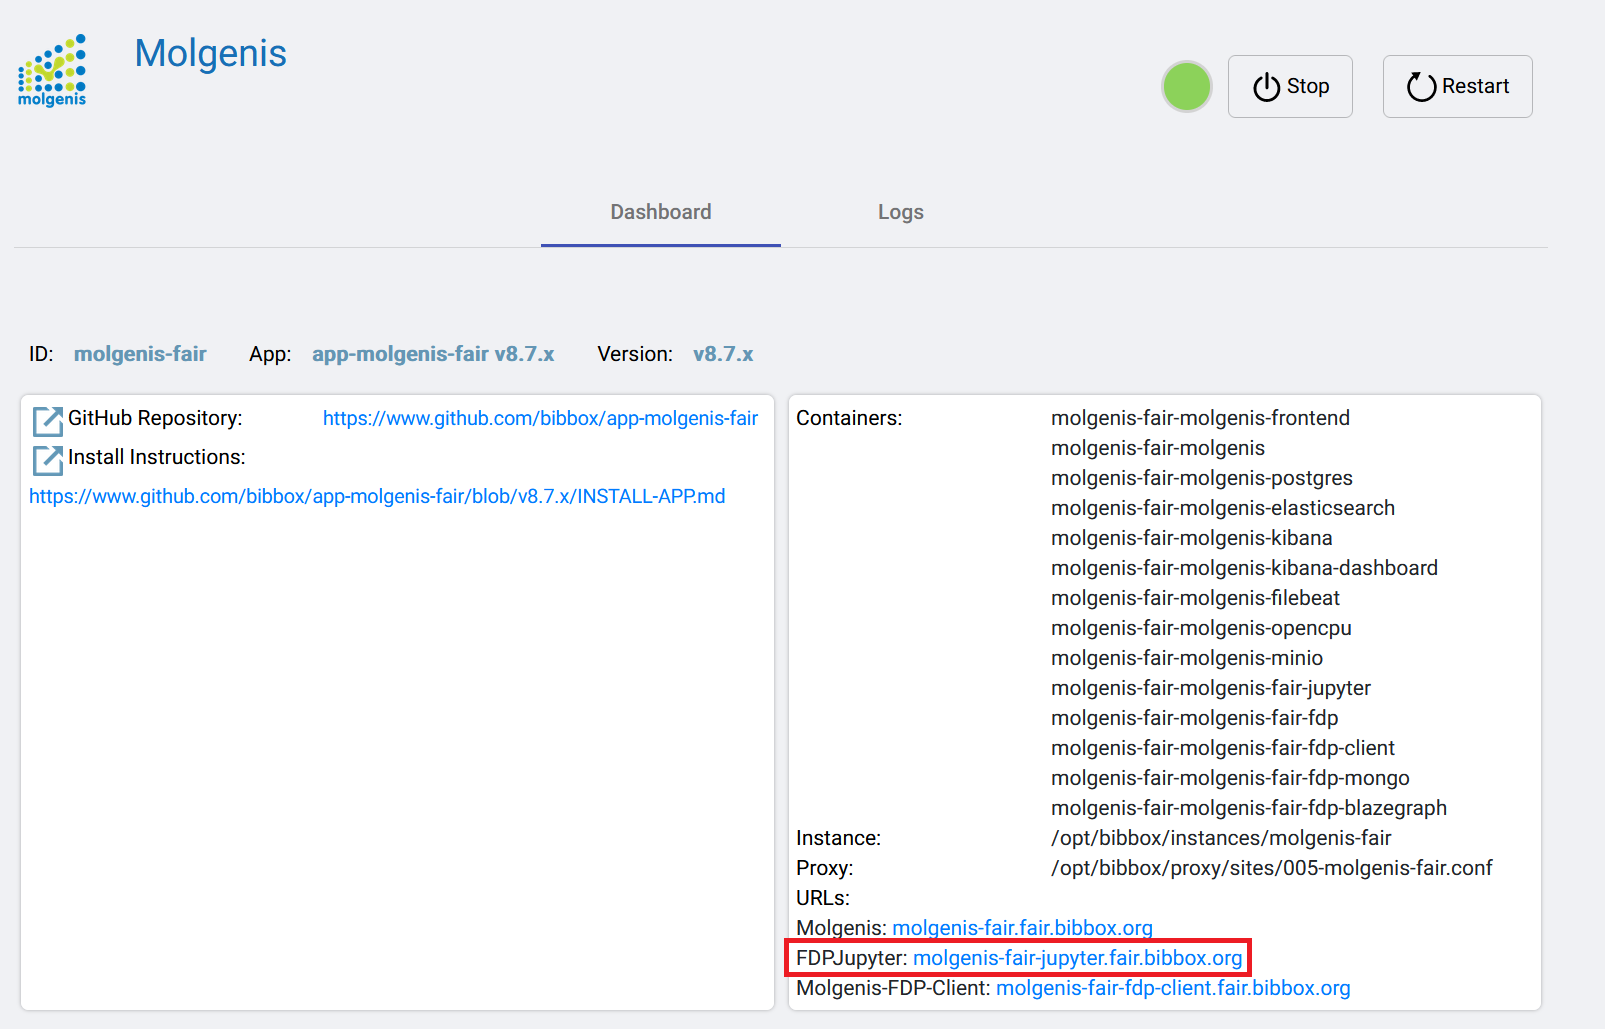 molgenis
Molgenis
Stop
Restart
Dashboard
Logs
ID: molgenis-fair App: app-molgenis-fair v8.7.x Version: v8.7.x
GitHub Repository: https://www.github.com/bibbox/app-molgenis-fair
Install Instructions:
https://www.github.com/bibbox/app-molgenis-fair/blob/v8.7.x/INSTALL-APP.md
Containers: molgenis-fair-molgenis-frontend
molgenis-fair-molgenis
molgenis-fair-molgenis-postgres
molgenis-fair-molgenis-elasticsearch
molgenis-fair-molgenis-kibana
molgenis-fair-molgenis-kibana-dashboard
molgenis-fair-molgenis-filebeat
molgenis-fair-molgenis-opencpu
molgenis-fair-molgenis-minio
molgenis-fair-molgenis-fair-jupyter
molgenis-fair-molgenis-fair-fdp
molgenis-fair-molgenis-fair-fdp-client
molgenis-fair-molgenis-fair-fdp-mongo
molgenis-fair-molgenis-fair-fdp-blazegraph
Instance: /opt/bibbox/instances/molgenis-fair
Proxy: /opt/bibbox/proxy/sites/005-molgenis-fair.conf
URLs:
Molgenis: molgenis-fair.fair.bibbox.org
FDPJupyter: molgenis-fair-jupyter.fair.bibbox.org
Molgenis-FDP-Client: molgenis-fair-fdp-client.fair.bibbox.org